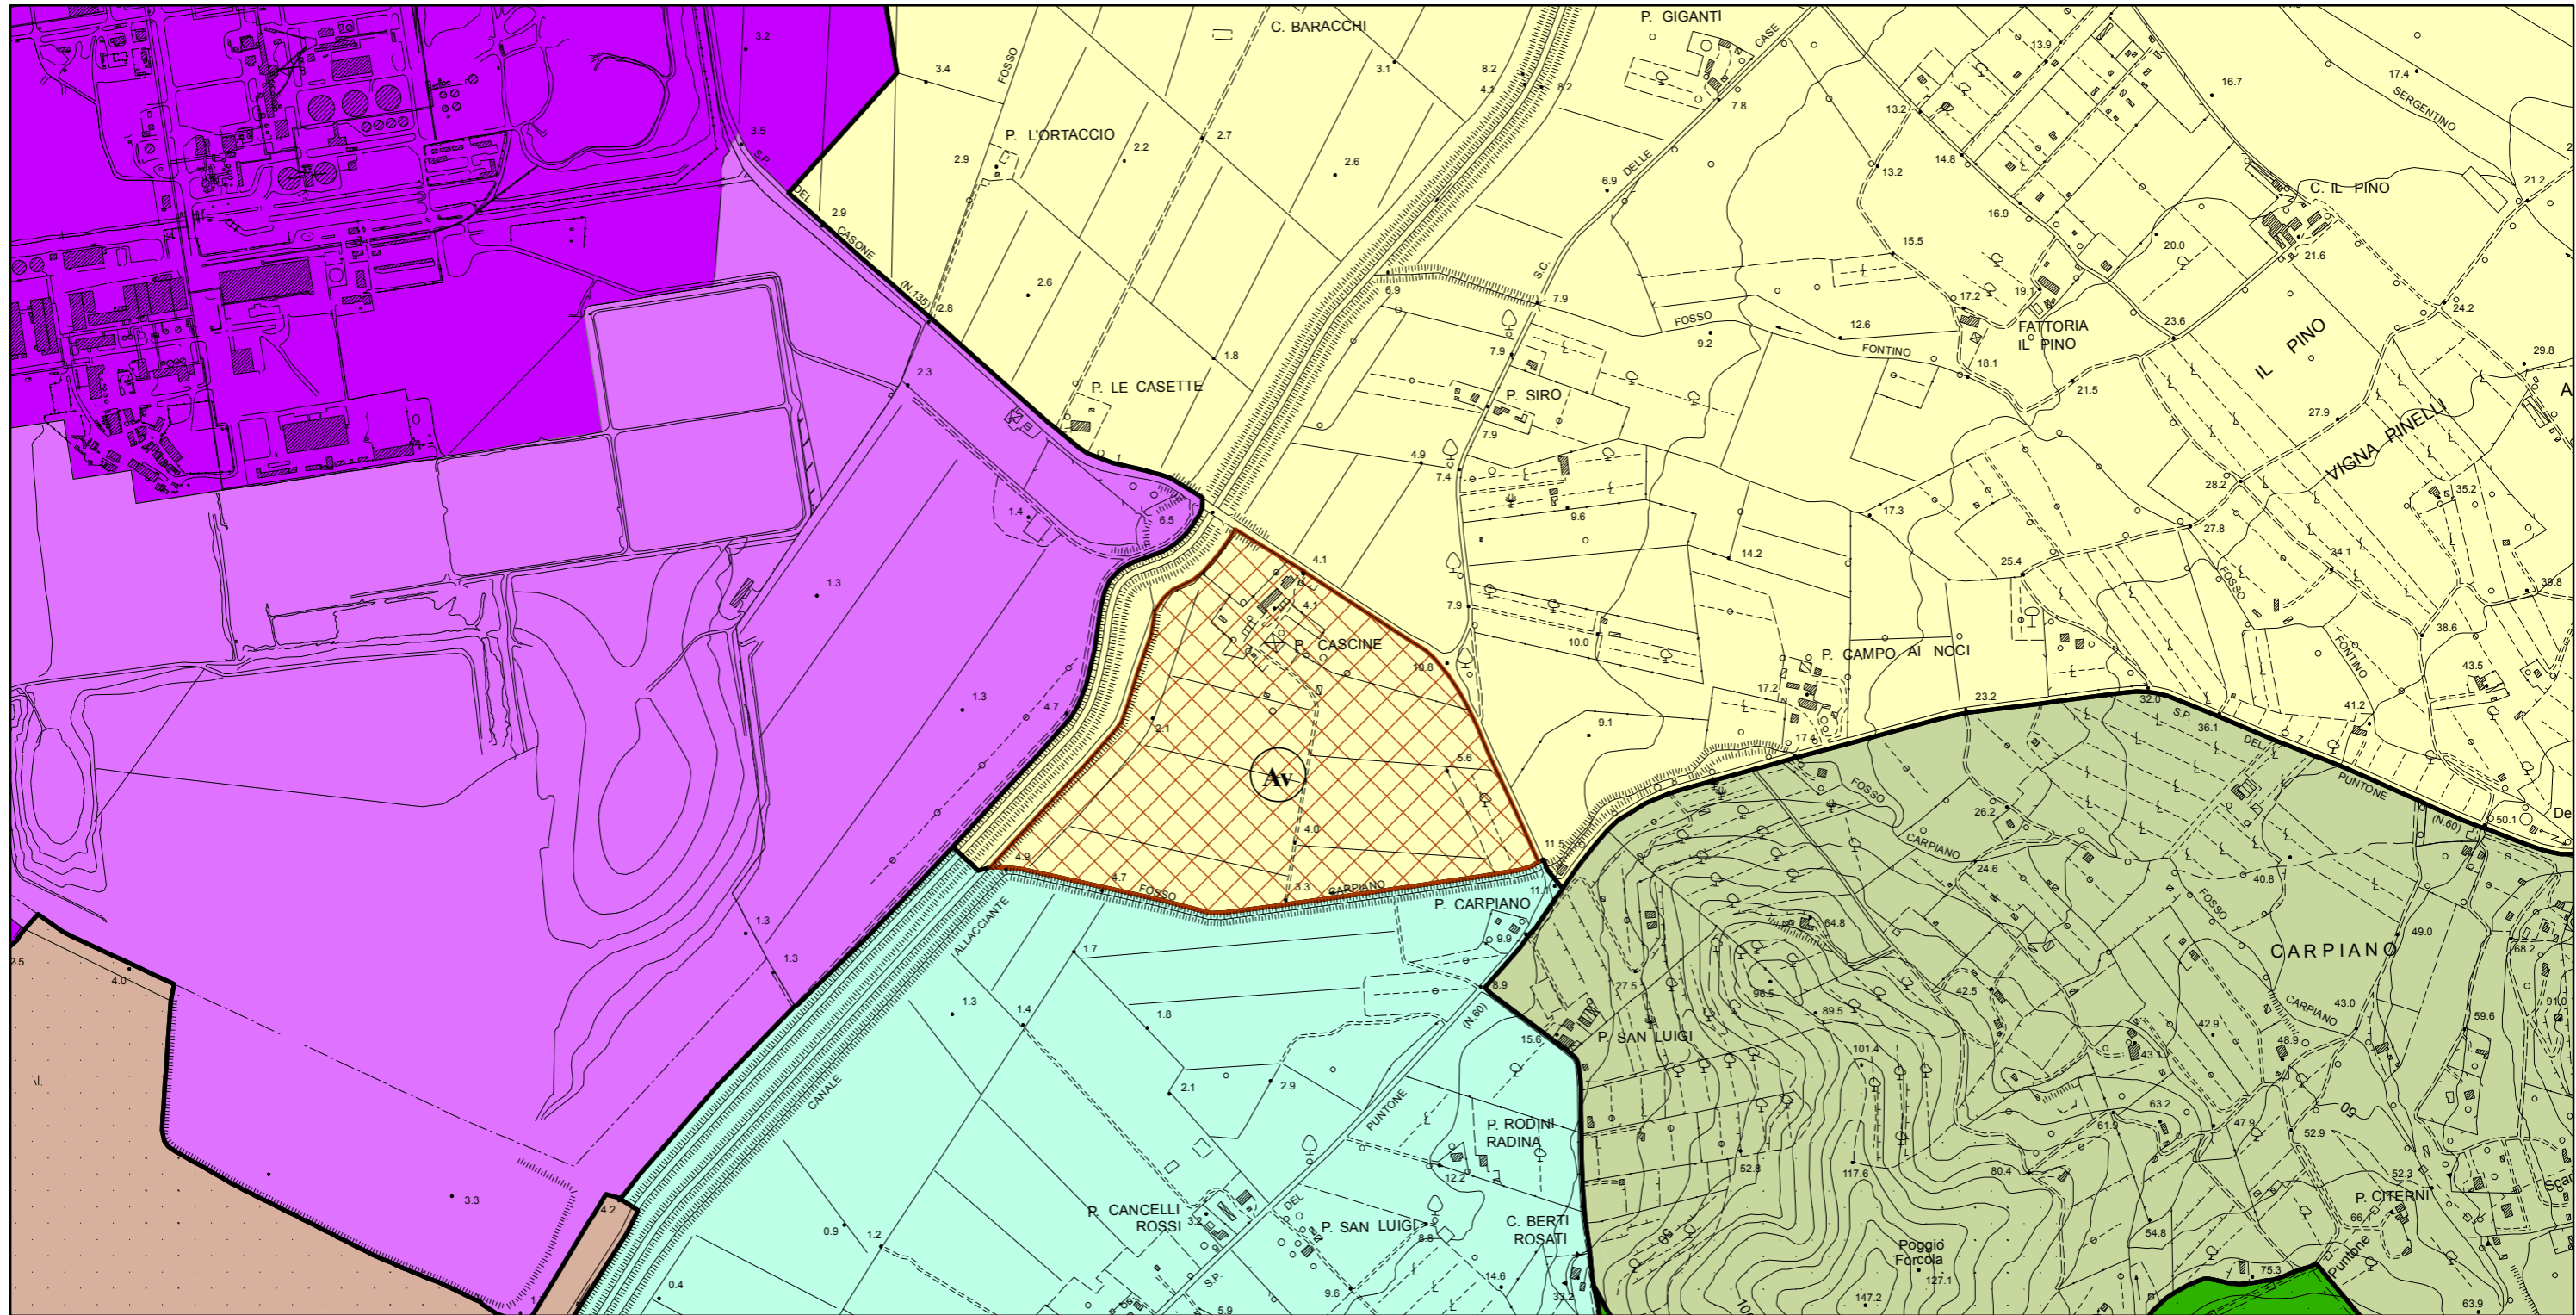 C. BARACCHI
P. GIGANTI
CASE
3.2
3.4
FOSSO
3.1
8.2
4.1
8.2
7.8
13.9
13.2
16.7
17.4
SERGENTINO
3.5
S.P.
P. L'ORTACCIO
2.9
2.7
2.2
2.6
DELLE
6.9
14.8
13.2
16.9
C. IL PINO
21.2
DEL
2.9
CASONE
(N.135)
2.8
2.6
S.C.
15.5
20.0
21.6
6.9
7.9
FOSSO
9.2
12.6
FONTINO
17.2
19.1
FATTORIA
IL PINO
18.1
23.6
24.2
IL PINO
29.8
2.3
1.8
7.9
P. LE CASETTE
P. SIRO
7.9
21.5
27.9
VIGNA PINELLI
4.9
7.4
28.2
35.2
1.4
6.5
9.6
17.3
14.2
27.8
25.4
34.1
FOSSO
39.8
1.3
4.1
4.1
7.9
P. CASCINE
10.8
10.0
P. CAMPO AI NOCI
38.6
FONTINO
43.5
1.3
4.7
2.1
17.2
17.4
9.1
23.2
32.0
S.P.
36.1
DEL
41.2
PUNTONE
(N.60)
50.1
De
Av
5.6
4.0
FOSSO
CARPIANO
26.2
24.6
40.8
4.9
4.7
FOSSO
3.3
CARPIANO
11.5
11.1
P. CARPIANO
9.9
64.8
FOSSO
CARPIANO
49.0
68.2
2.5
4.0
1.3
1.3
ALLACCIANTE
1.7
8.9
27.5
96.5
89.5
42.5
CARPIANO
43.0
59.6
91.0
1.3
1.4
1.8
(N.60)
15.6
P. SAN LUIGI
101.4
42.9
48.9
43.1
CANALE
2.1
2.9
PUNTONE
P. RODINI
RADINA
12.2
52.8
117.6
80.4
63.2
61.9
47.9
52.9
50
52.3
3.3
4.2
P. CANCELLI
ROSSI
3.2
DEL
P. SAN LUIGI
8.8
C. BERTI
ROSATI
50
P. CITERNI
66.4
0.9
1.2
S.P.
54.8
Poggio
Forcola
127.1
Puntone
75.3
0.4
5.9
9.6
14.6
33.2
147.2
63.9